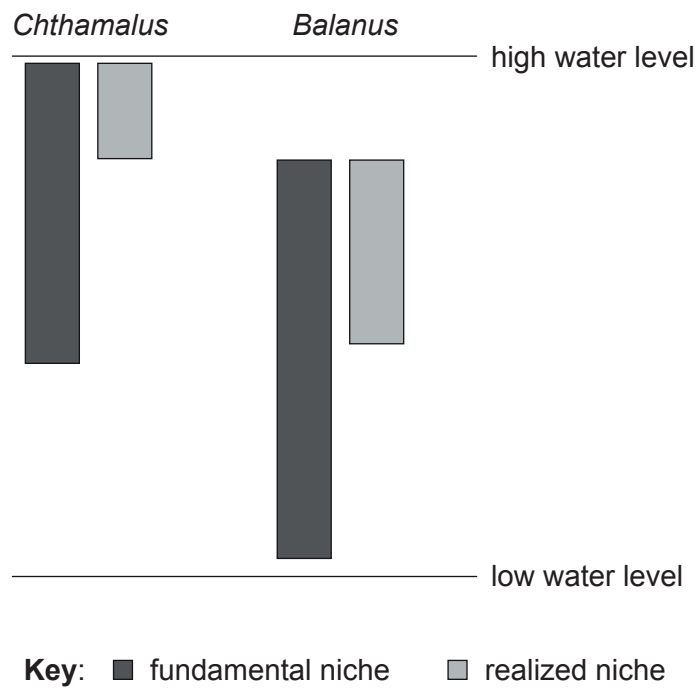 Chthamalus Balanus
high water level
low water level
Key: fundamental niche realized niche